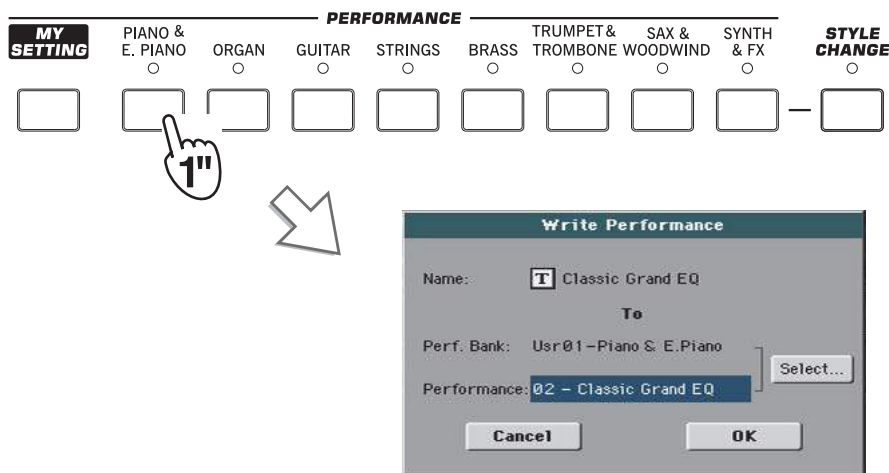 PERFORMANCE
MY SETTING
PIANO & E. PIANO
ORGAN
GUITAR
STRINGS
BRASS
TRUMPET & TROMBONE
SAX & WOODWIND
SYNTH & FX
STYLE CHANGE
1"
Write Performance
Name: T Classic Grand EQ
To
Perf. Bank: Usr01-Piano & E.Piano
Select...
Performance: 02 - Classic Grand EQ
Cancel OK